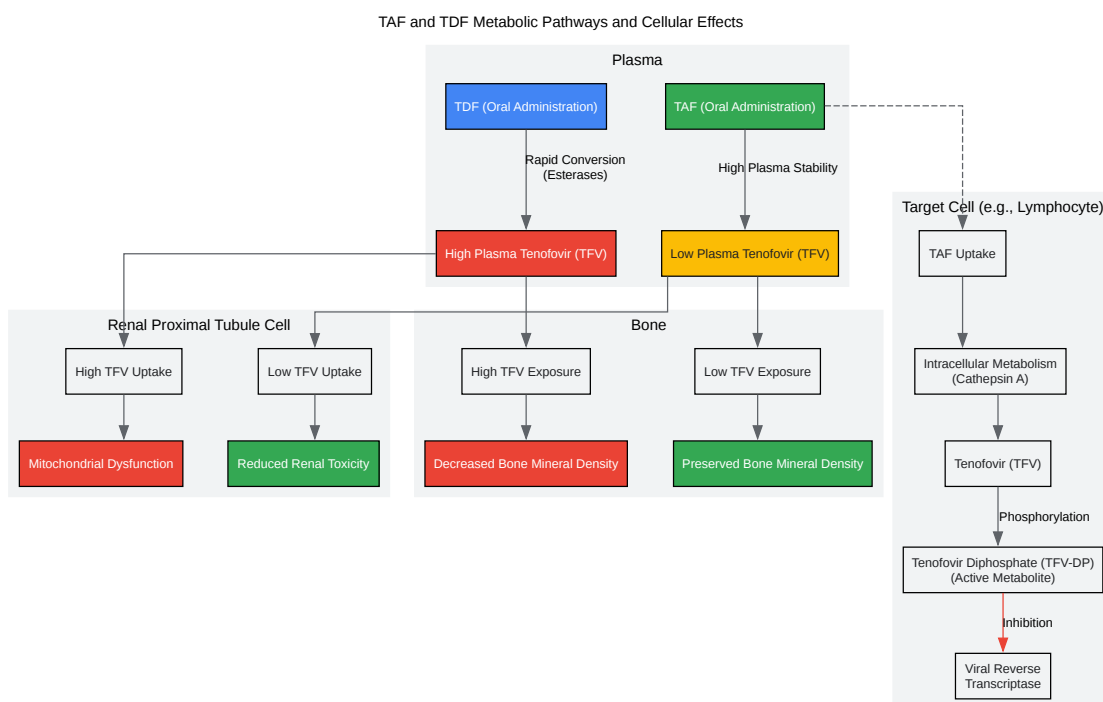 TAF and TDF Metabolic Pathways and Cellular Effects
Plasma
TDF (Oral Administration)
TAF (Oral Administration)
Rapid Conversion
(Esterases)
High Plasma Stability
High Plasma Tenofovir (TFV)
Low Plasma Tenofovir (TFV)
Renal Proximal Tubule Cell
High TFV Uptake
Low TFV Uptake
Mitochondrial Dysfunction
Reduced Renal Toxicity
Bone
High TFV Exposure
Low TFV Exposure
Decreased Bone Mineral Density
Preserved Bone Mineral Density
Target Cell (e.g., Lymphocyte)
TAF Uptake
Intracellular Metabolism
(Cathepsin A)
Tenofovir (TFV)
Phosphorylation
Tenofovir Diphosphate (TFV-DP)
(Active Metabolite)
Inhibition
Viral Reverse
Transcriptase